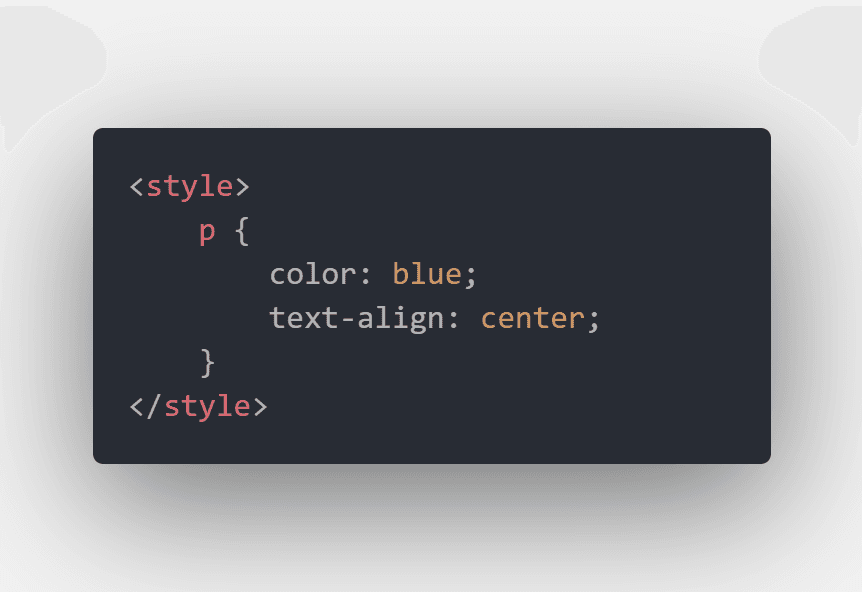 <style>
    p {
        color: blue;
        text-align: center;
    }
</style>